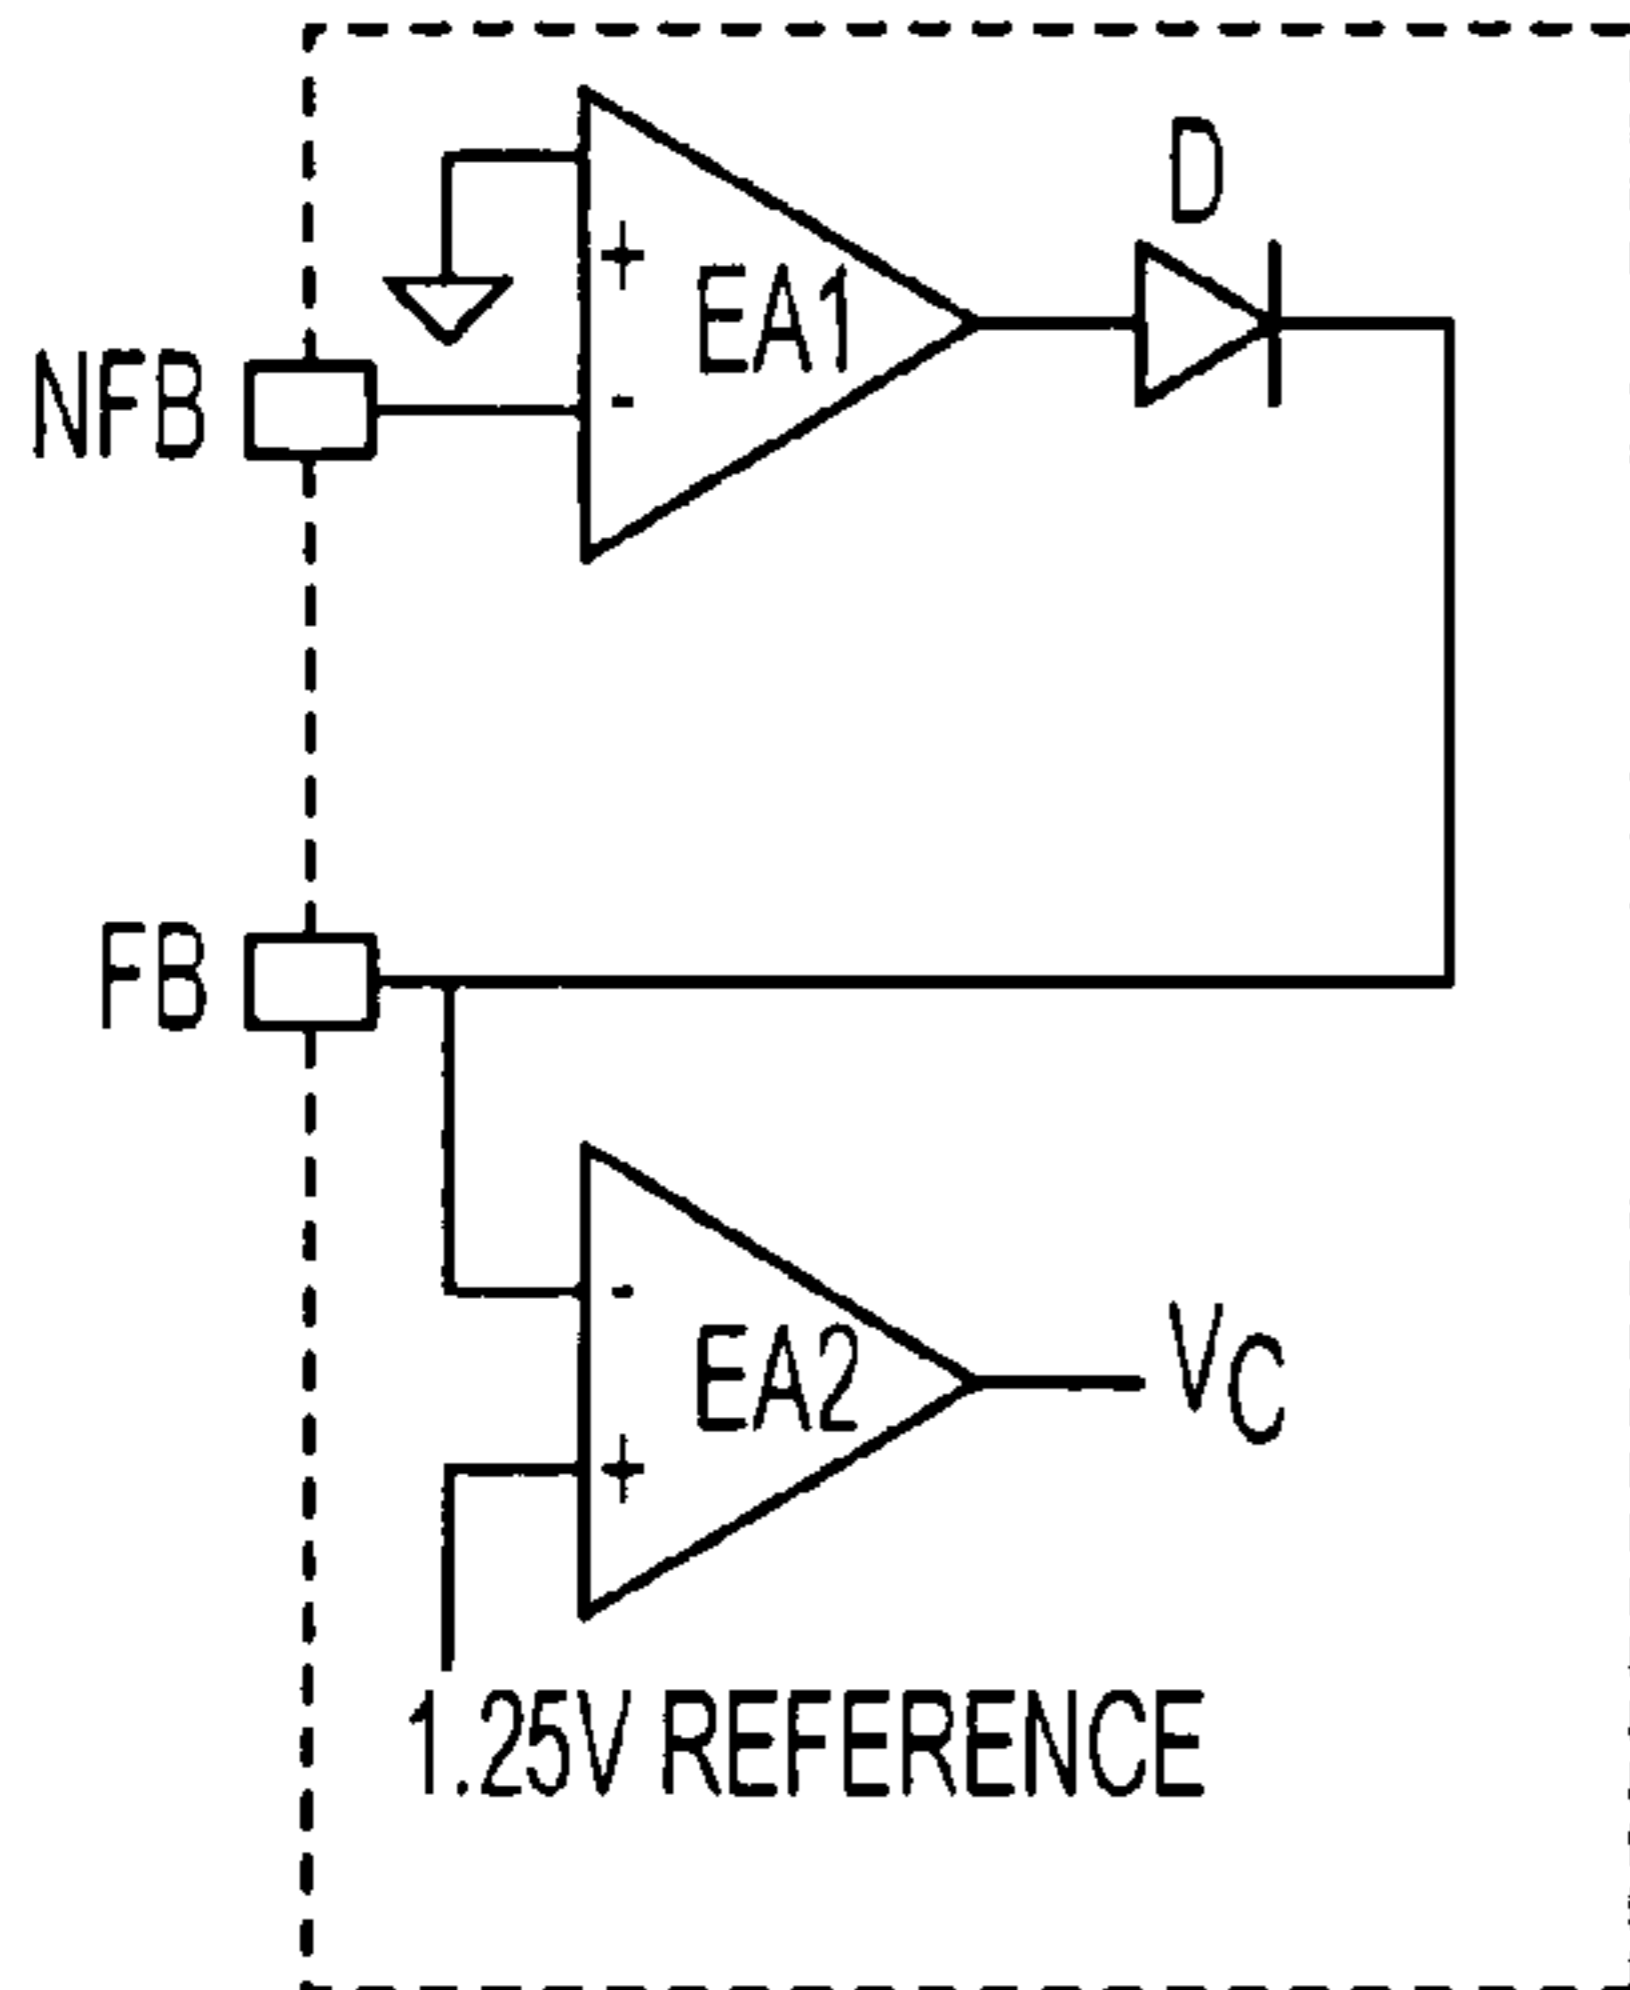 D
+
EA1
NFB
-
FB
-
EA2
VC
+
1.25V REFERENCE